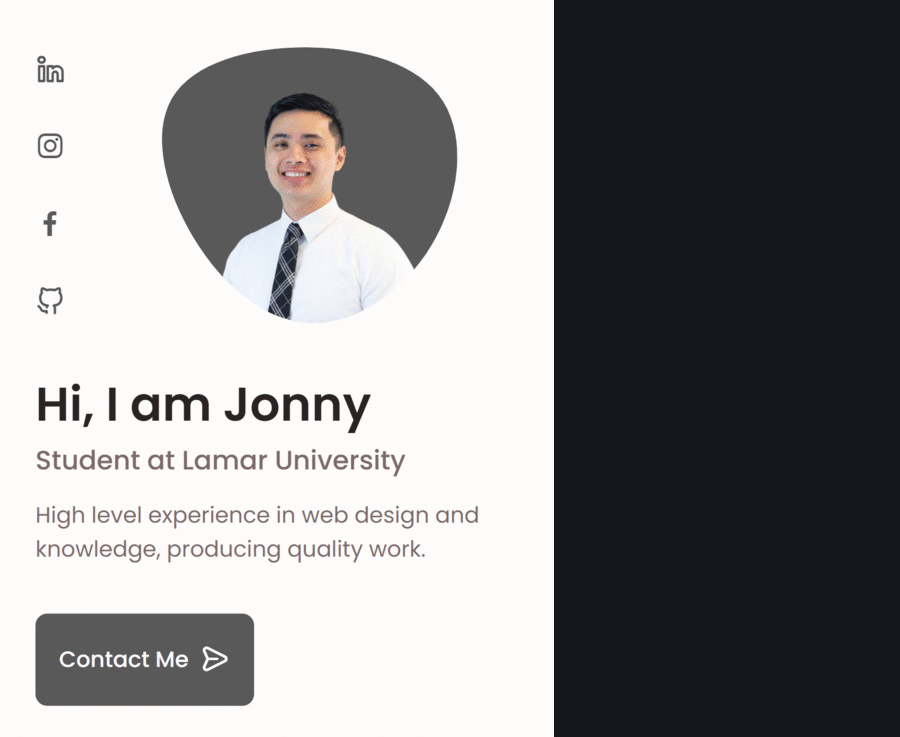 Hi, I am Jonny
Student at Lamar University
High level experience in web design and
knowledge, producing quality work.
Contact Me